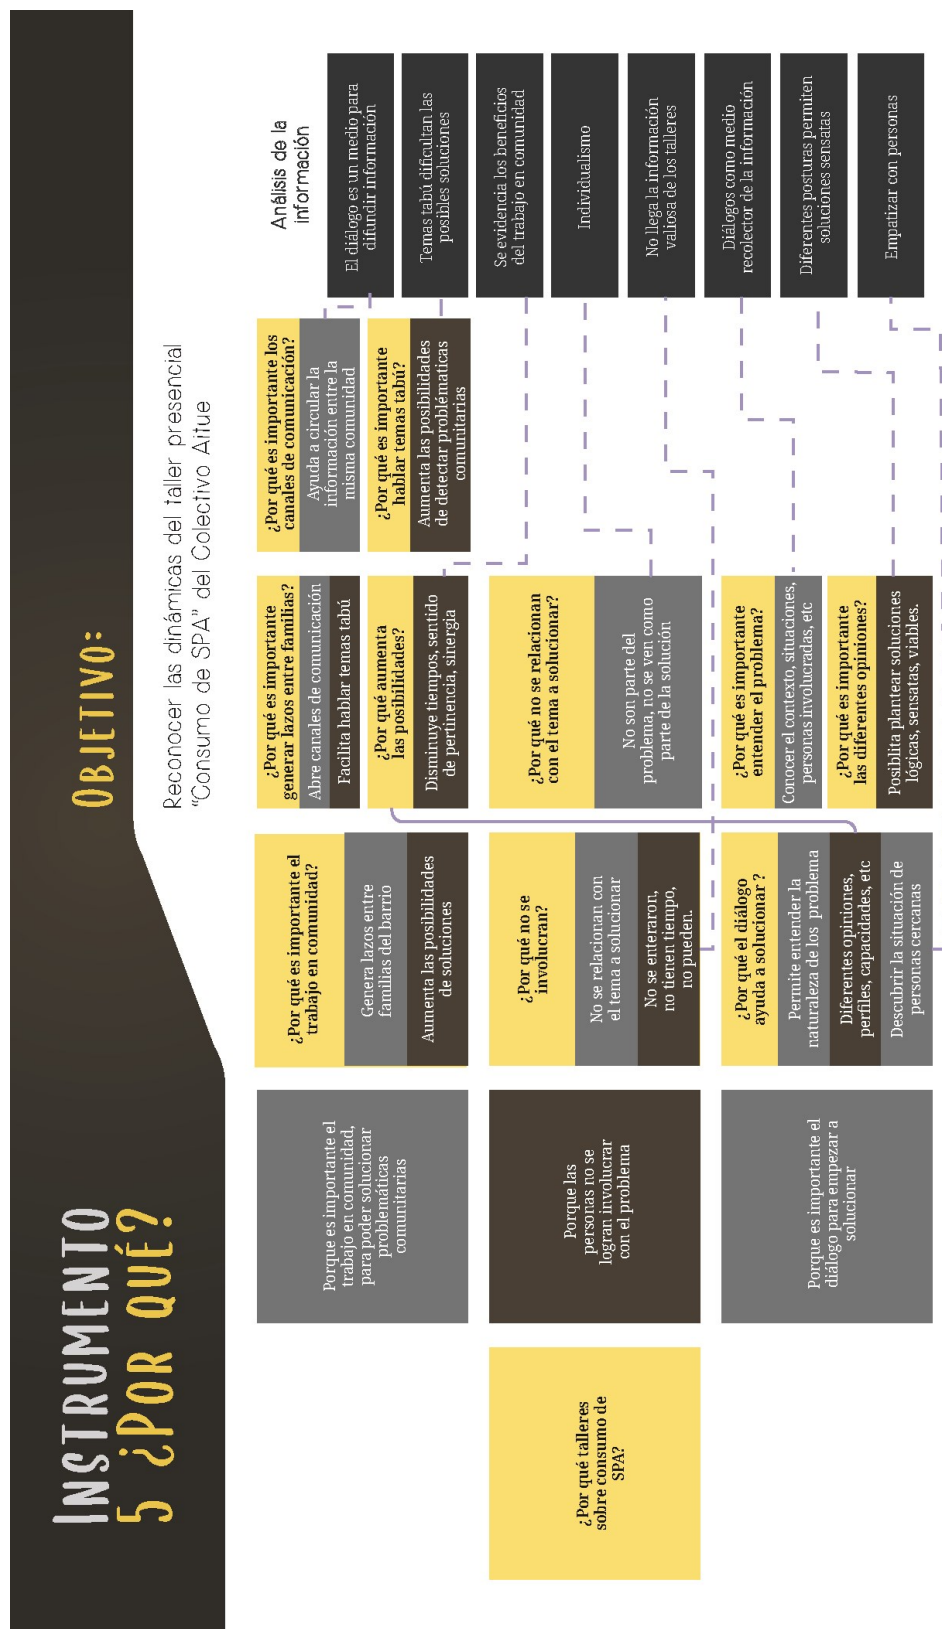 INSTRUMENTO
5 ¿POR QUÉ?
OBJETIVO:
Reconocer las dinámicas del taller presencial
“Consumo de SPA” del Colectivo Aitue
¿Por qué talleres
sobre consumo de
SPA?
Porque es importante el
trabajo en comunidad,
para poder solucionar
problemáticas
comunitarias
Porque las
personas no se
logran involucrar
con el problema
Porque es importante el
diálogo para empezar a
solucionar
¿Por qué es importante el
trabajo en comunidad?
Genera lazos entre
familias del barrio
Aumenta las posibilidades
de soluciones
¿Por qué no se
involucran?
No se relacionan con
el tema a solucionar
No se enteraron,
no tienen tiempo,
no pueden.
¿Por qué el diálogo
ayuda a solucionar ?
Permite entender la
naturaleza de los problema
Diferentes opiniones,
perfiles, capacidades, etc
Descubrir la situación de
personas cercanas
¿Por qué es importante
generar lazos entre familias?
Abre canales de comunicación
Facilita hablar temas tabú
¿Por qué aumenta
las posibilidades?
Disminuye tiempos, sentido
de pertinencia, sinergia
¿Por qué no se relacionan
con el tema a solucionar?
No son parte del
problema, no se ven como
parte de la solución
¿Por qué es importante
entender el problema?
Conocer el contexto, situaciones,
personas involucradas, etc
¿Por qué es importante
las diferentes opiniones?
Posiblita plantear soluciones
lógicas, sensatas, viables.
¿Por qué es importante los
canales de comunicación?
Ayuda a circular la
información entre la
misma comunidad
¿Por qué es importante
hablar temas tabú?
Aumenta las posibilidades
de detectar problématicas
comunitarias
Análisis de la
información
El diálogo es un medio para
difundir información
Temas tabú dificultan las
posibles soluciones
Se evidencia los beneficios
del trabajo en comunidad
Individualismo
No llega la información
valiosa de los talleres
Diálogos como medio
recolector de la información
Diferentes posturas permiten
soluciones sensatas
Empatizar con personas